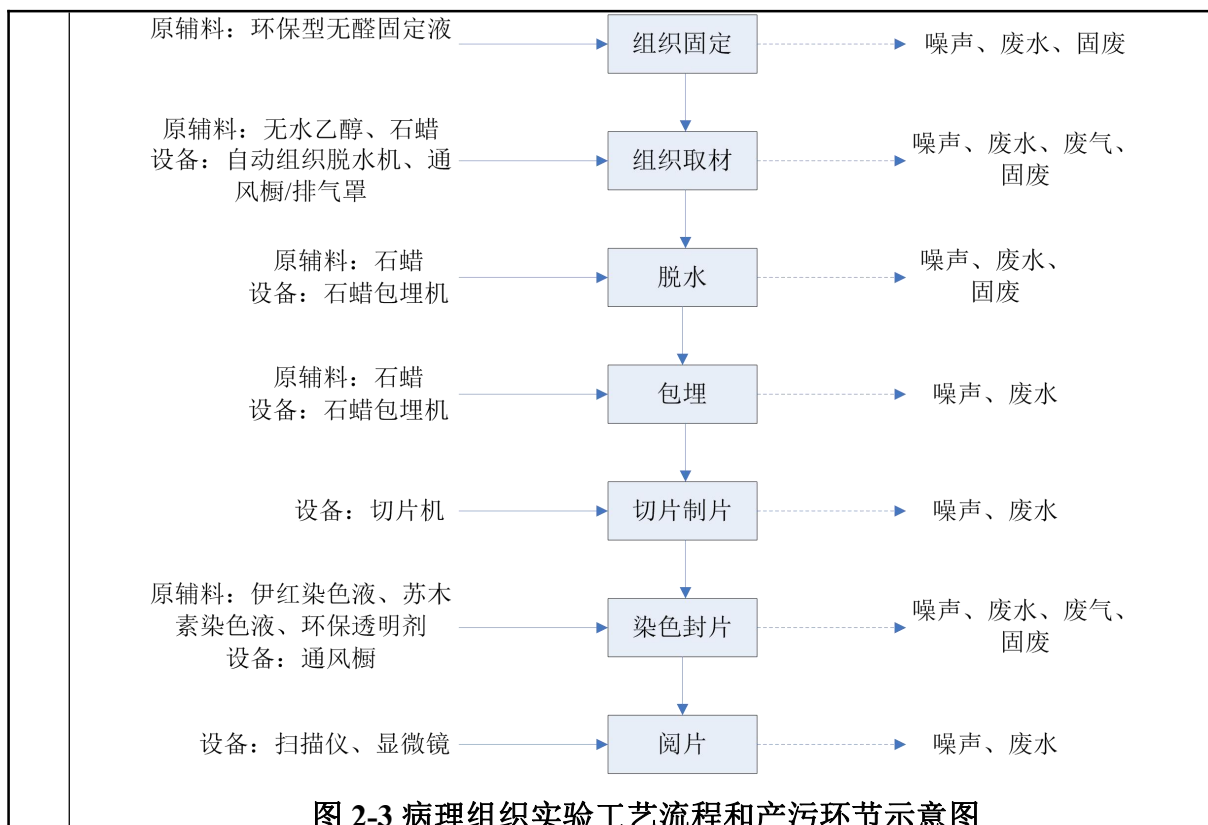 原辅料：环保型无醛固定液
组织固定
噪声、废水、固废
原辅料：无水乙醇、石蜡
设备：自动组织脱水机、通
风橱/排气罩
组织取材
噪声、废水、废气、
固废
原辅料：石蜡
设备：石蜡包埋机
脱水
噪声、废水、
固废
原辅料：石蜡
设备：石蜡包埋机
包埋
噪声、废水
设备：切片机
切片制片
噪声、废水
原辅料：伊红染色液、苏木
素染色液、环保透明剂
设备：通风橱
染色封片
噪声、废水、废气、
固废
设备：扫描仪、显微镜
阅片
噪声、废水
图 2-3 病理组织实验工艺流程和产污环节示意图